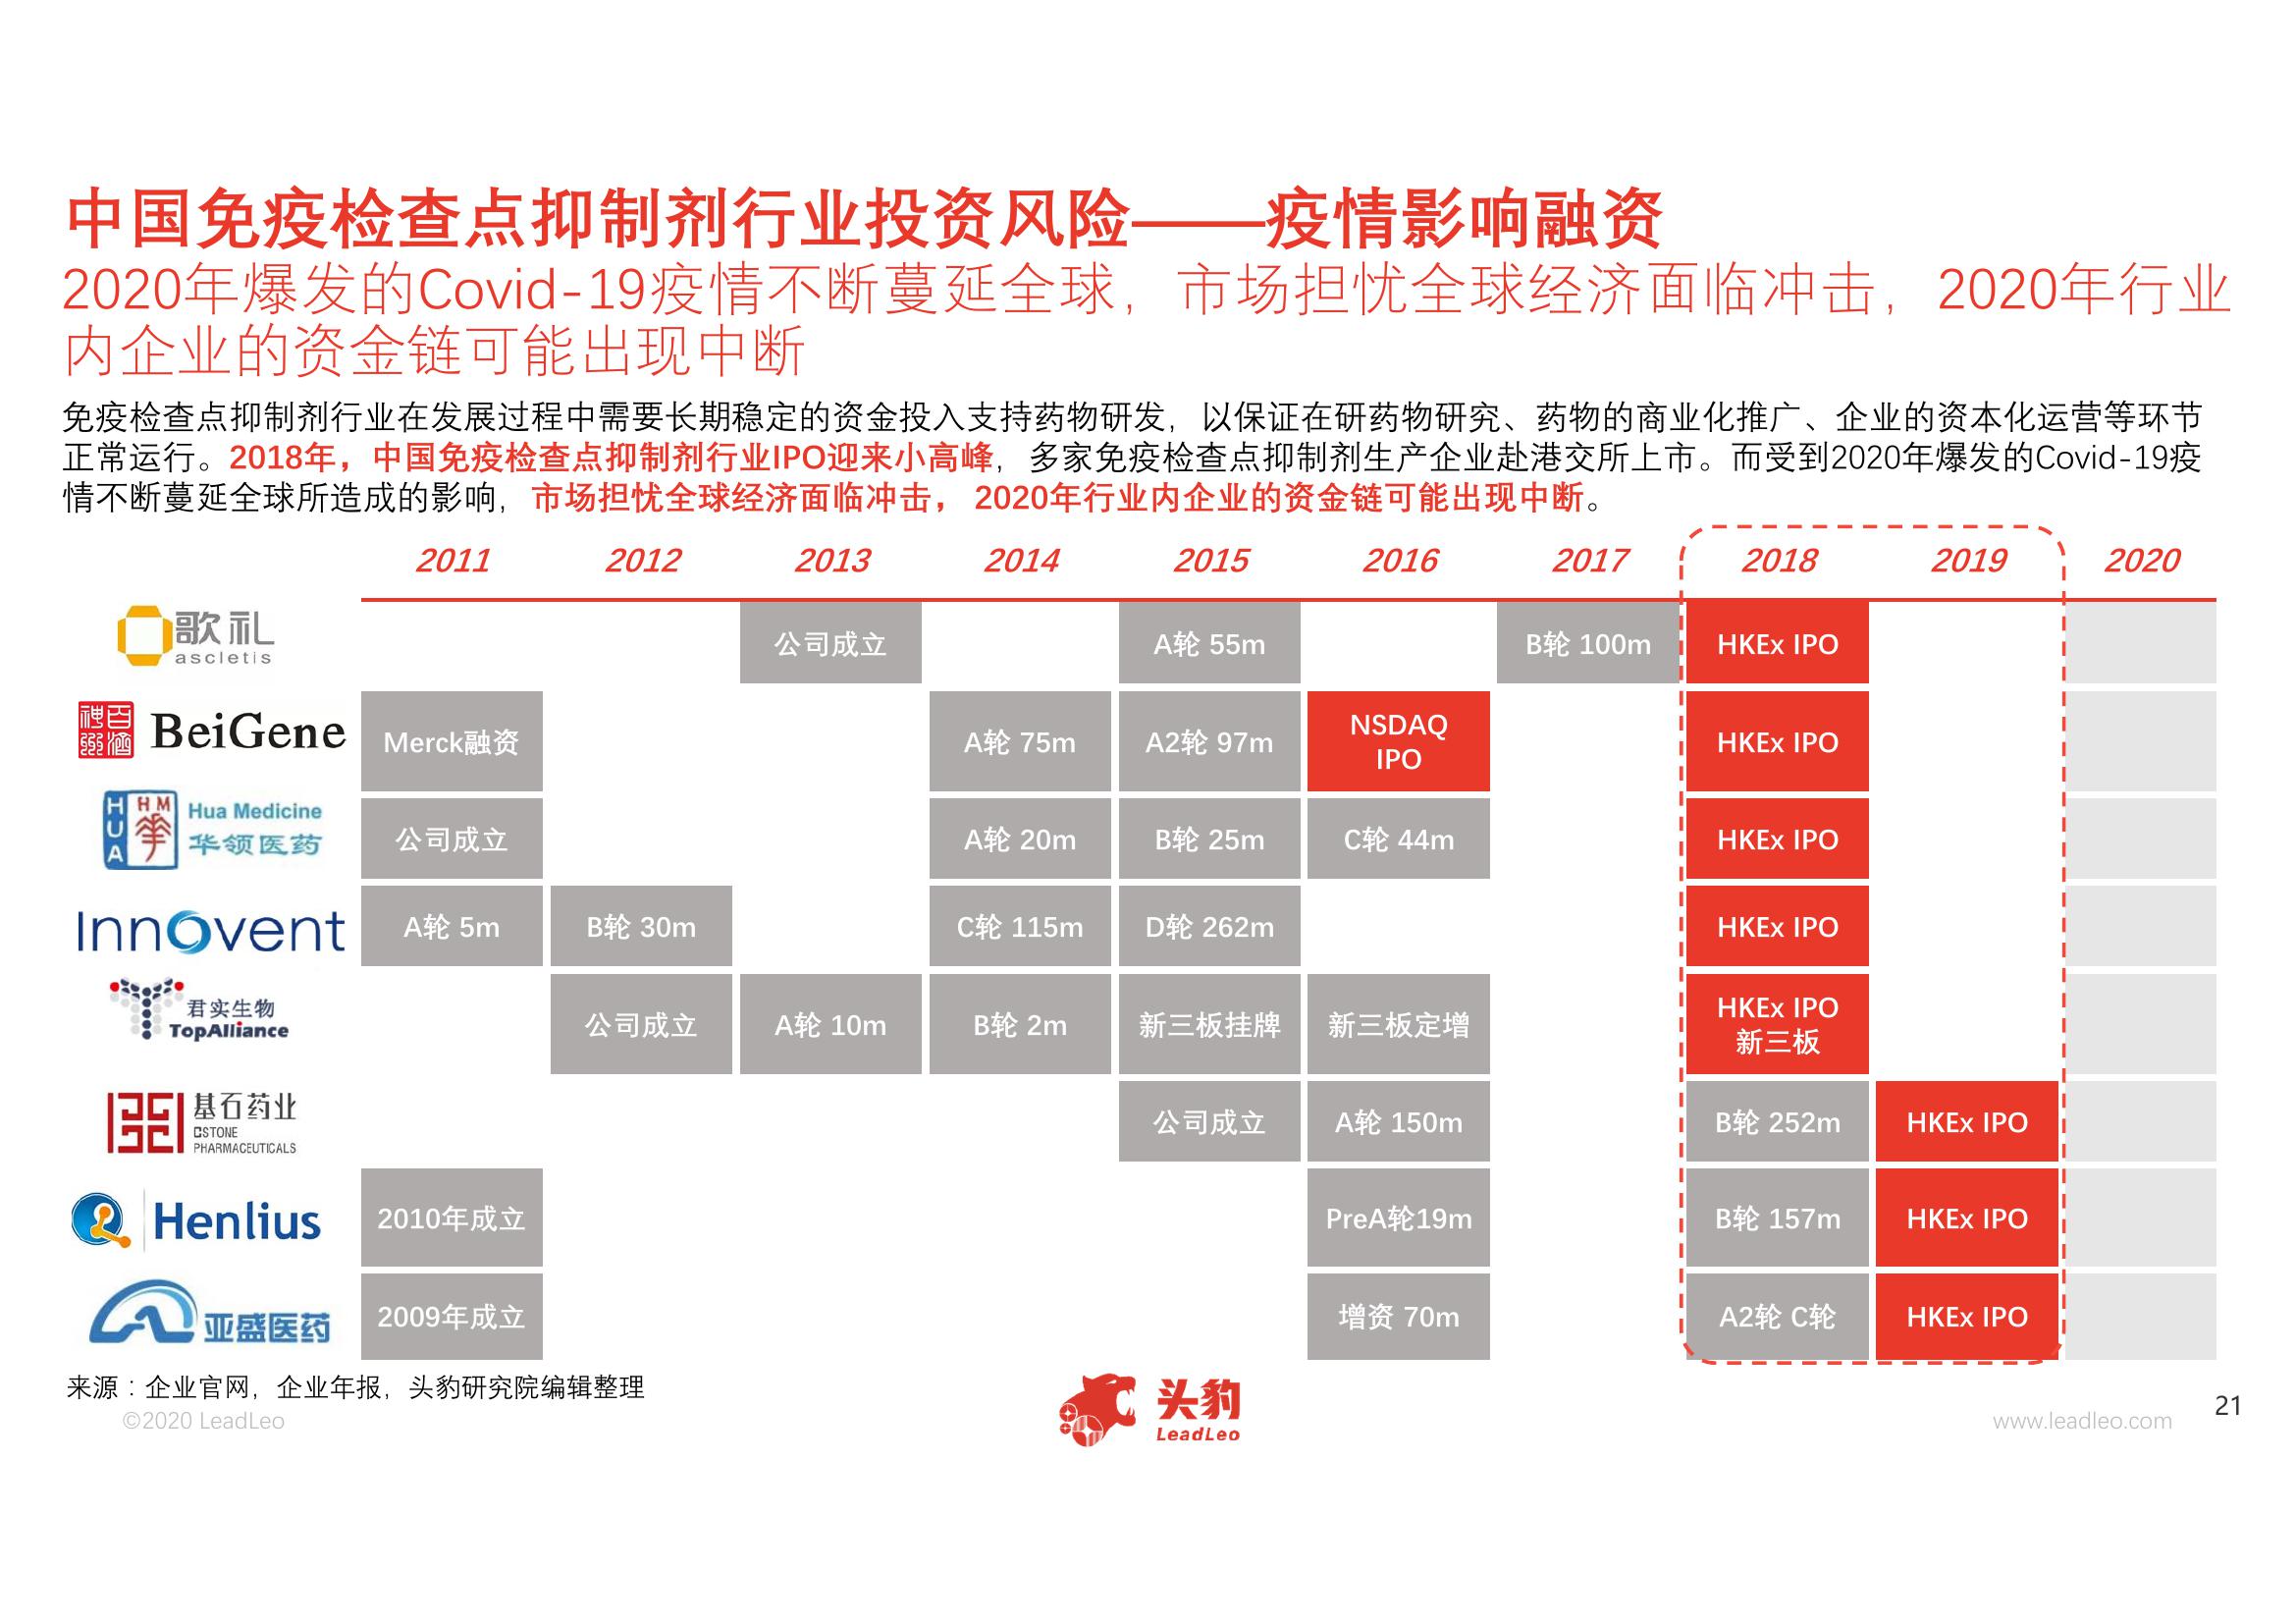 中国免疫检查点抑制剂行业投资风险——疫情影响融资
2020年爆发的Covid-19疫情不断蔓延全球，市场担忧全球经济面临冲击，2020年行业
内企业的资金链可能出现中断
免疫检查点抑制剂行业在发展过程中需要长期稳定的资金投入支持药物研发，以保证在研药物研究、药物的商业化推广、企业的资本化运营等环节
正常运行。2018年，中国免疫检查点抑制剂行业IPO迎来小高峰，多家免疫检查点抑制剂生产企业赴港交所上市。而受到2020年爆发的Covid-19疫
情不断蔓延全球所造成的影响，市场担忧全球经济面临冲击， 2020年行业内企业的资金链可能出现中断。
2011 2012 2013 2014 2015 2016 2017 2018 2019 2020
歌礼
ascletis
公司成立 A轮 55m B轮 100m HKEx IPO
百济神州 BeiGene
Merck融资 A轮 75m A2轮 97m NSDAQ
IPO
HKEx IPO
HUA HM 華
Hua Medicine
华领医药
公司成立 A轮 20m B轮 25m C轮 44m HKEx IPO
Innovent
A轮 5m B轮 30m C轮 115m D轮 262m HKEx IPO
君实生物
TopAlliance
公司成立 A轮 10m B轮 2m 新三板挂牌 新三板定增 HKEx IPO
新三板
基石药业
CSTONE
PHARMACEUTICALS
公司成立 A轮 150m B轮 252m HKEx IPO
Henlius
2010年成立 PreA轮19m B轮 157m HKEx IPO
亚盛医药
2009年成立 增资 70m A2轮 C轮 HKEx IPO
来源：企业官网，企业年报，头豹研究院编辑整理
©2020 LeadLeo
头豹
LeadLeo
www.leadleo.com
21